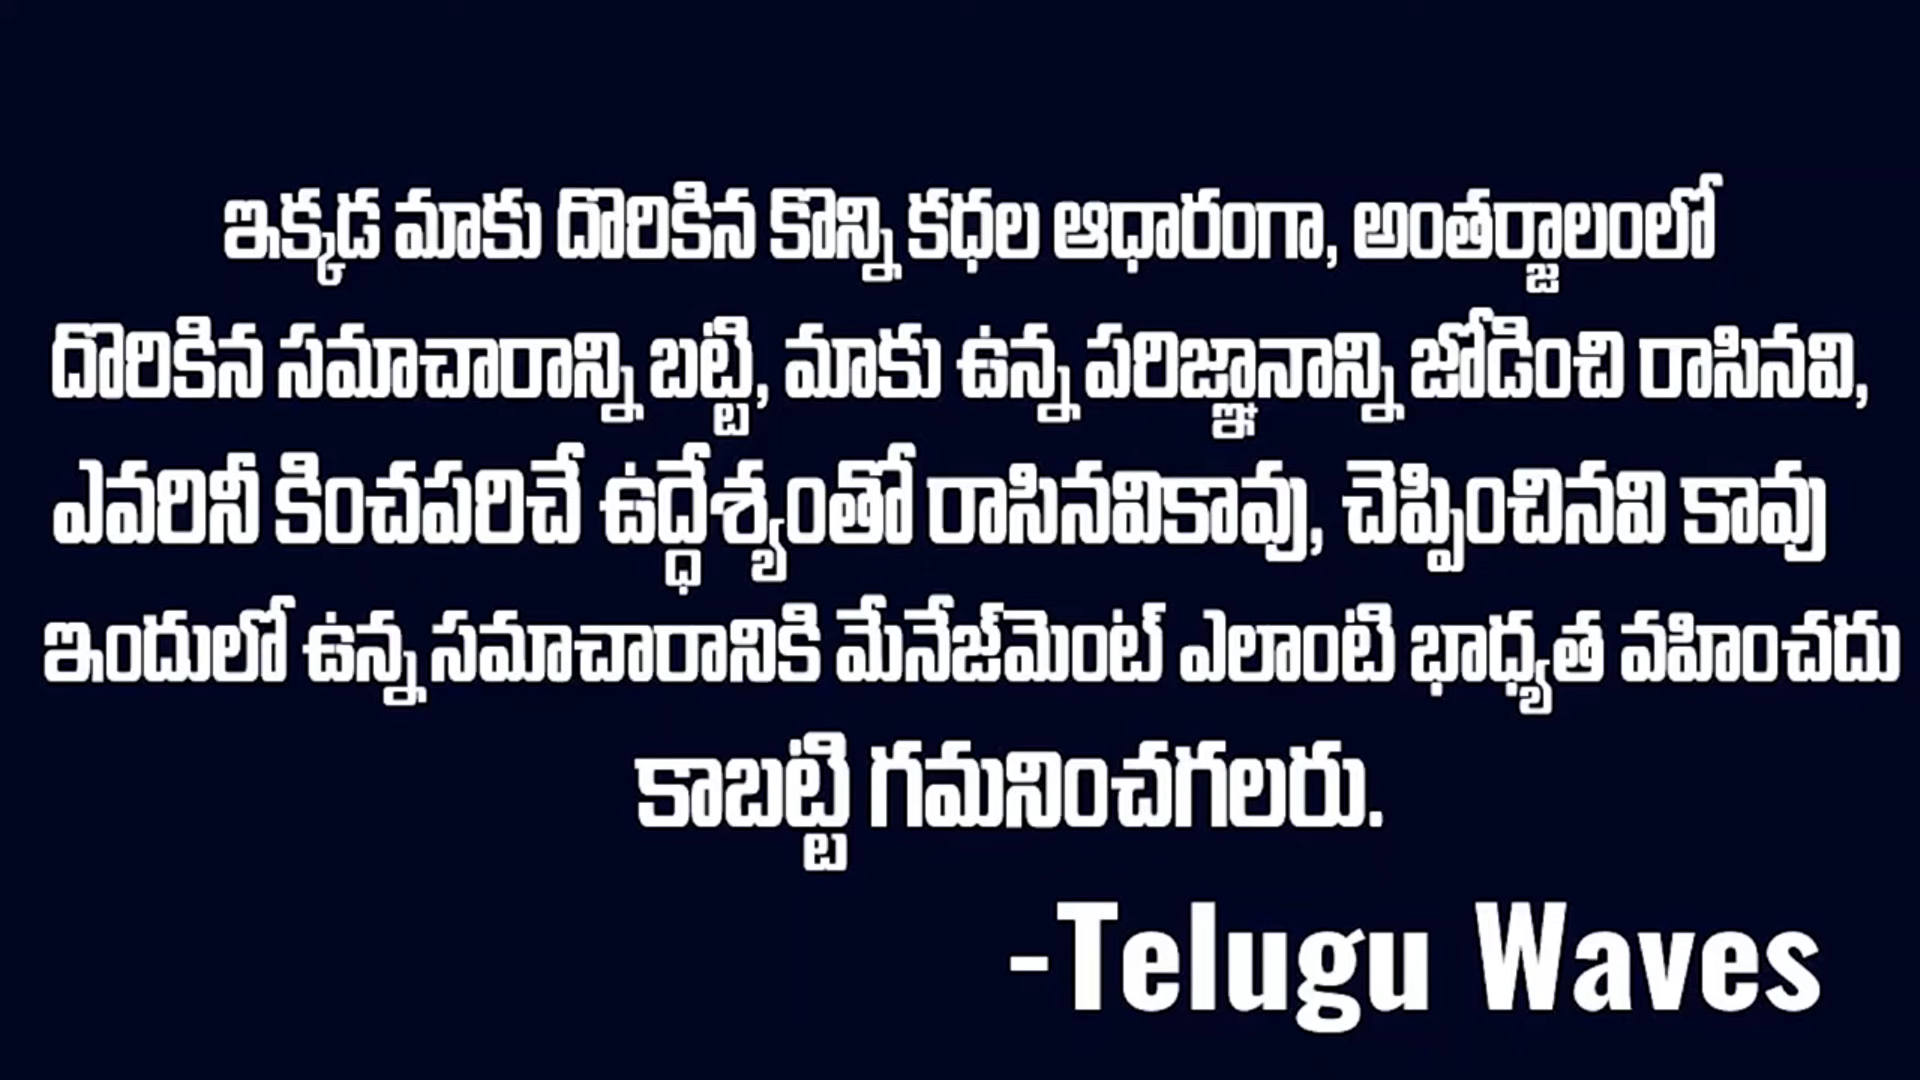 ఇక్కడ మాకు దొరికిన కొన్ని కధల ఆధారంగా, అంతర్జాలంలో
దొరికిన సమాచారాన్ని బట్టి, మాకు ఉన్న పరిజ్ఞానాన్ని జోడించి రాసినవి,
ఎవరినీ కించపరిచే ఉద్ధేశ్యంతో రాసినవికావు, చెప్పించినవి కావు
ఇందులో ఉన్న సమాచారానికి మేనేజ్‌మెంట్ ఎలాంటి భాధ్యత వహించదు
కాబట్టి గమనించగలరు.
-Telugu Waves